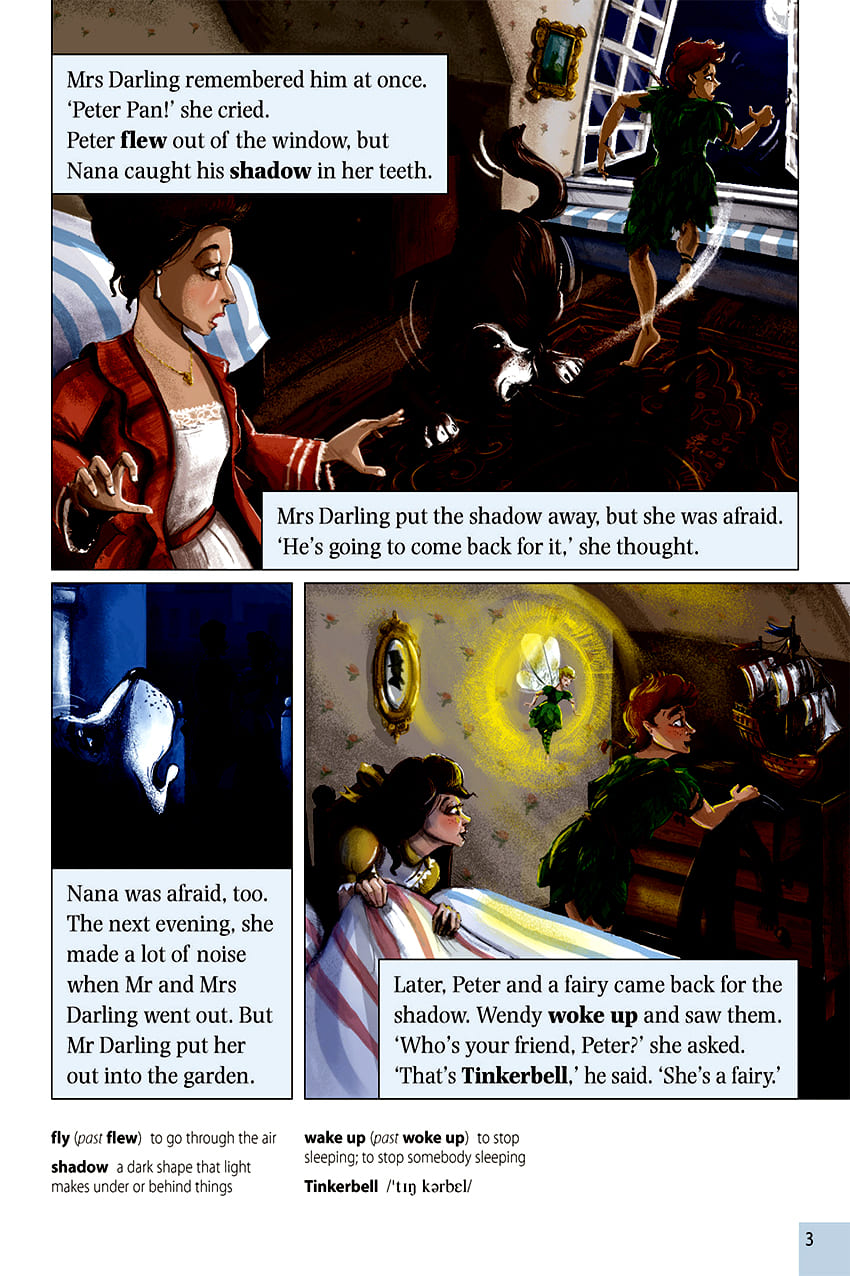 Mrs Darling remembered him at once.
‘Peter Pan!’ she cried.
Peter flew out of the window, but
Nana caught his shadow in her teeth.
Mrs Darling put the shadow away, but she was afraid.
‘He’s going to come back for it,’ she thought.
Nana was afraid, too.
The next evening, she
made a lot of noise
when Mr and Mrs
Darling went out. But
Mr Darling put her
out into the garden.
Later, Peter and a fairy came back for the
shadow. Wendy woke up and saw them.
‘Who’s your friend, Peter?’ she asked.
‘That’s Tinkerbell,’ he said. ‘She’s a fairy.’
fly (past flew) to go through the air
shadow a dark shape that light
makes under or behind things
wake up (past woke up) to stop
sleeping; to stop somebody sleeping
Tinkerbell /ˈtɪŋ kərbɛl/
3